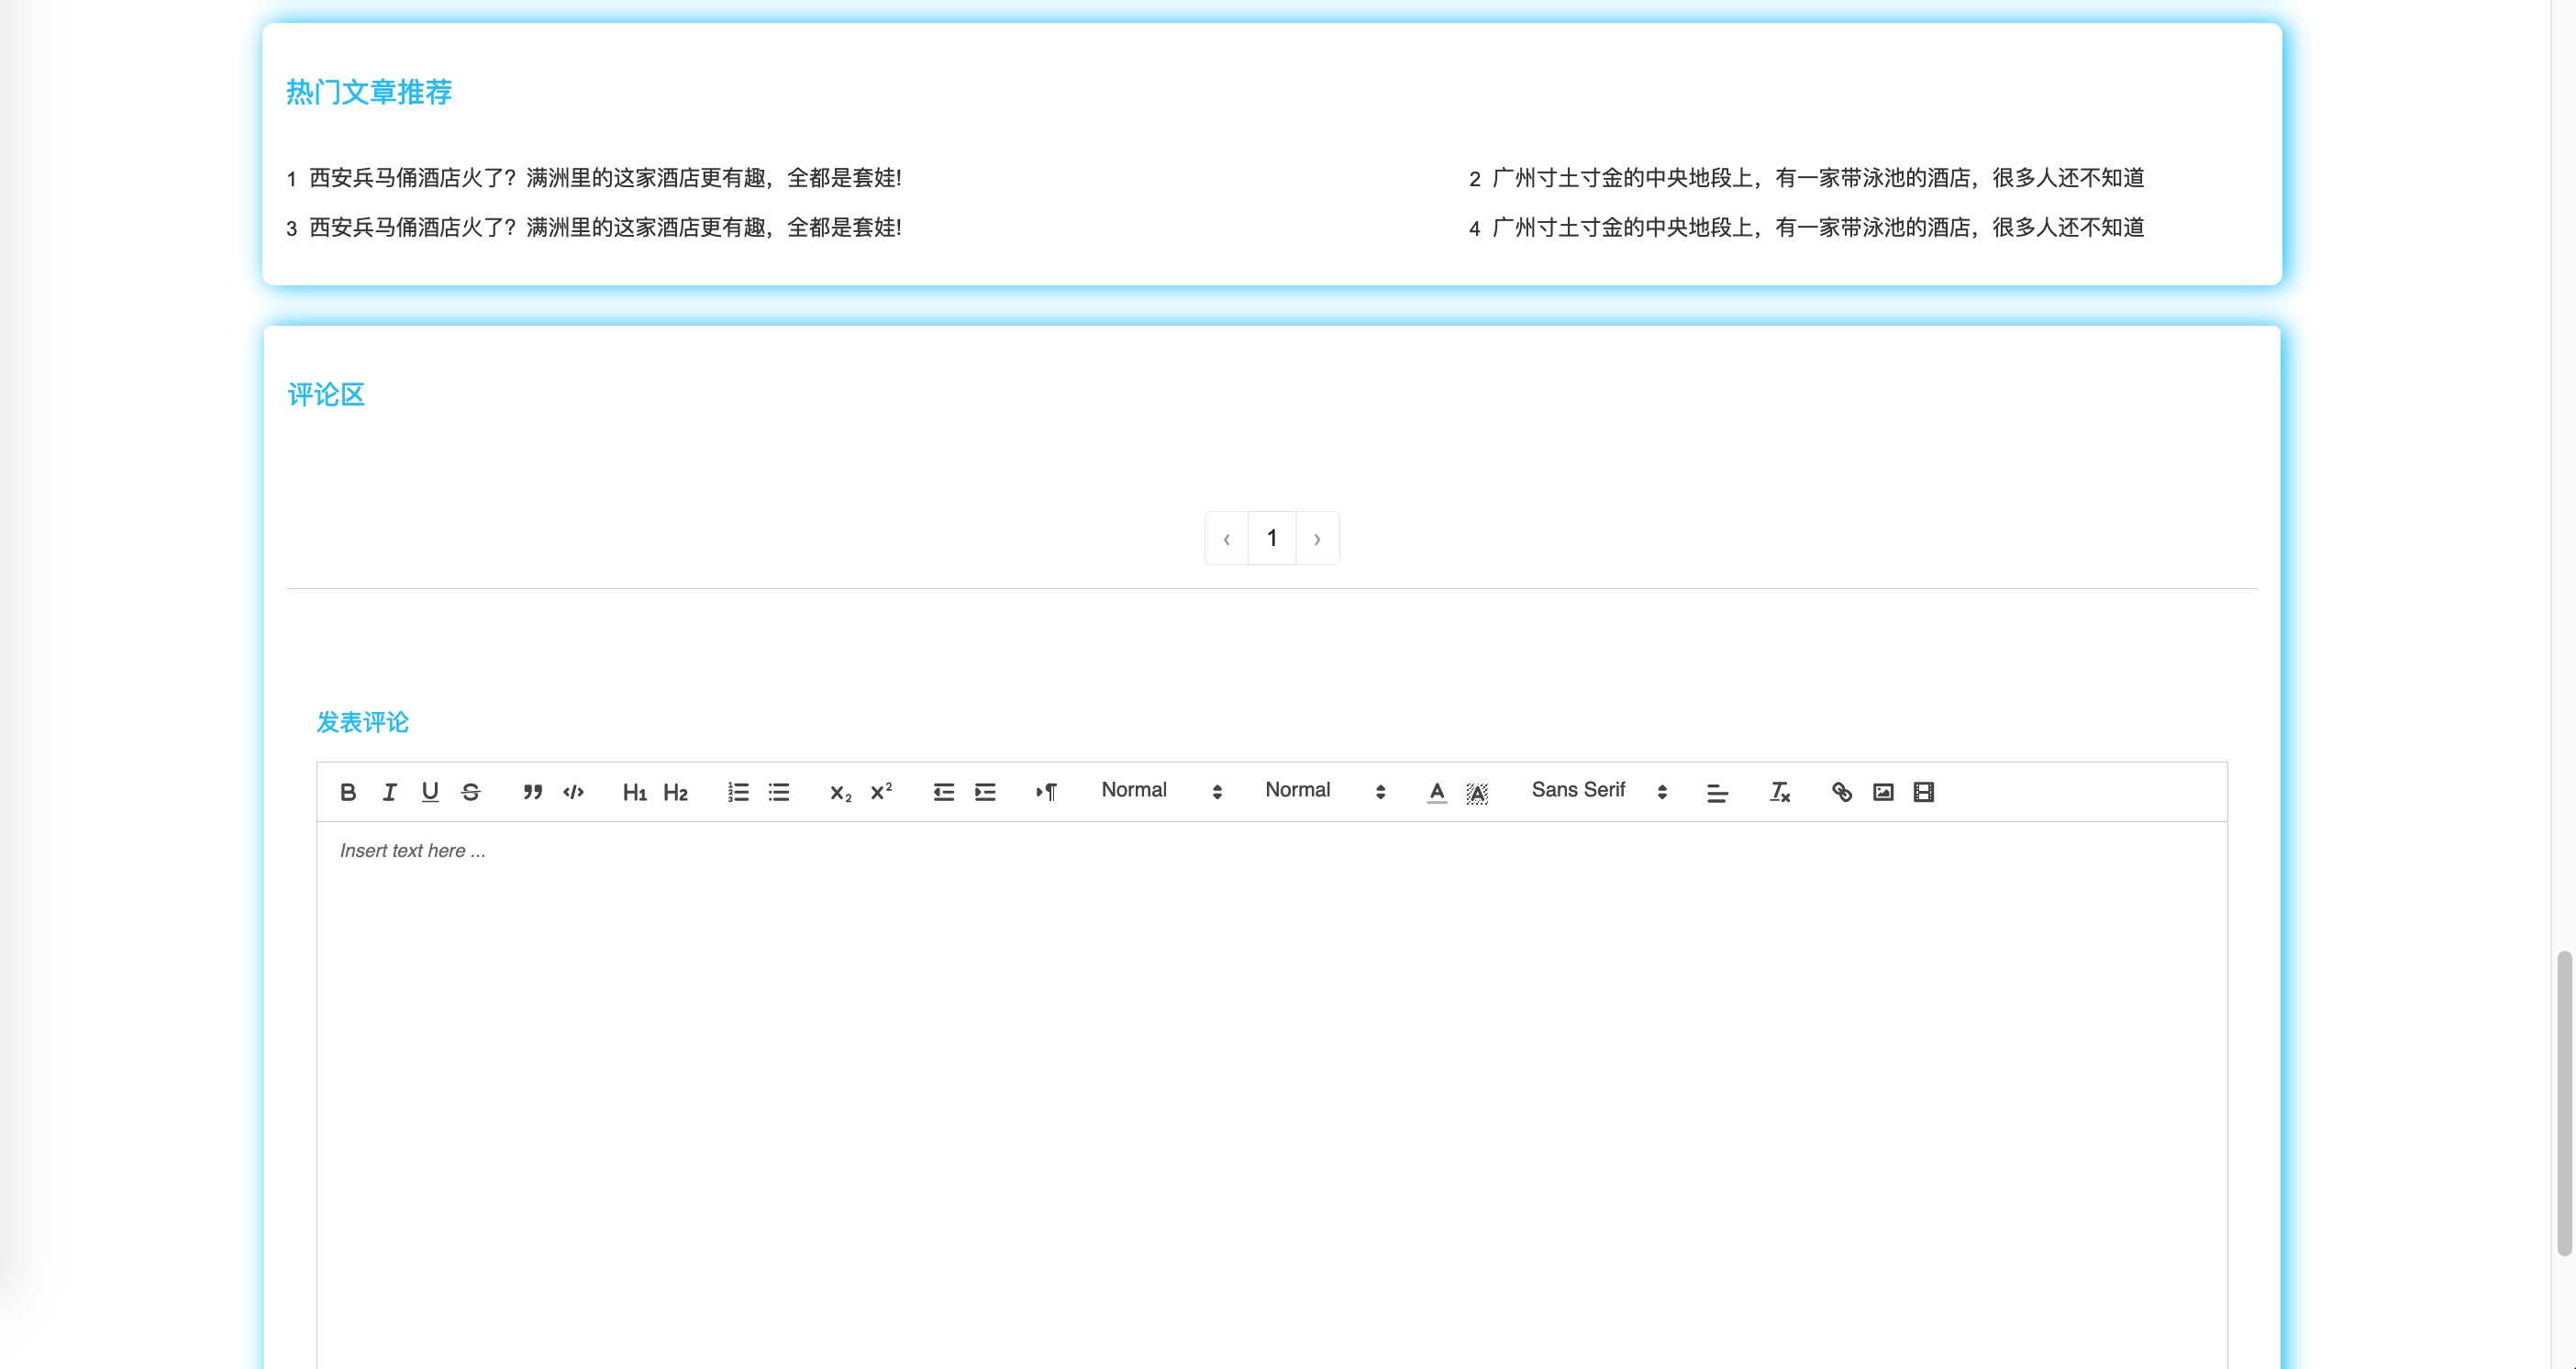 热门文章推荐
1 西安兵马俑酒店火了？满洲里的这家酒店更有趣，全都是套娃!
2 广州寸土寸金的中央地段上，有一家带泳池的酒店，很多人还不知道
3 西安兵马俑酒店火了？满洲里的这家酒店更有趣，全都是套娃!
4 广州寸土寸金的中央地段上，有一家带泳池的酒店，很多人还不知道
评论区
‹ 1 ›
发表评论
B I U S H1 H2 x₂ x² Normal Normal A A Sans Serif Tx
Insert text here ...